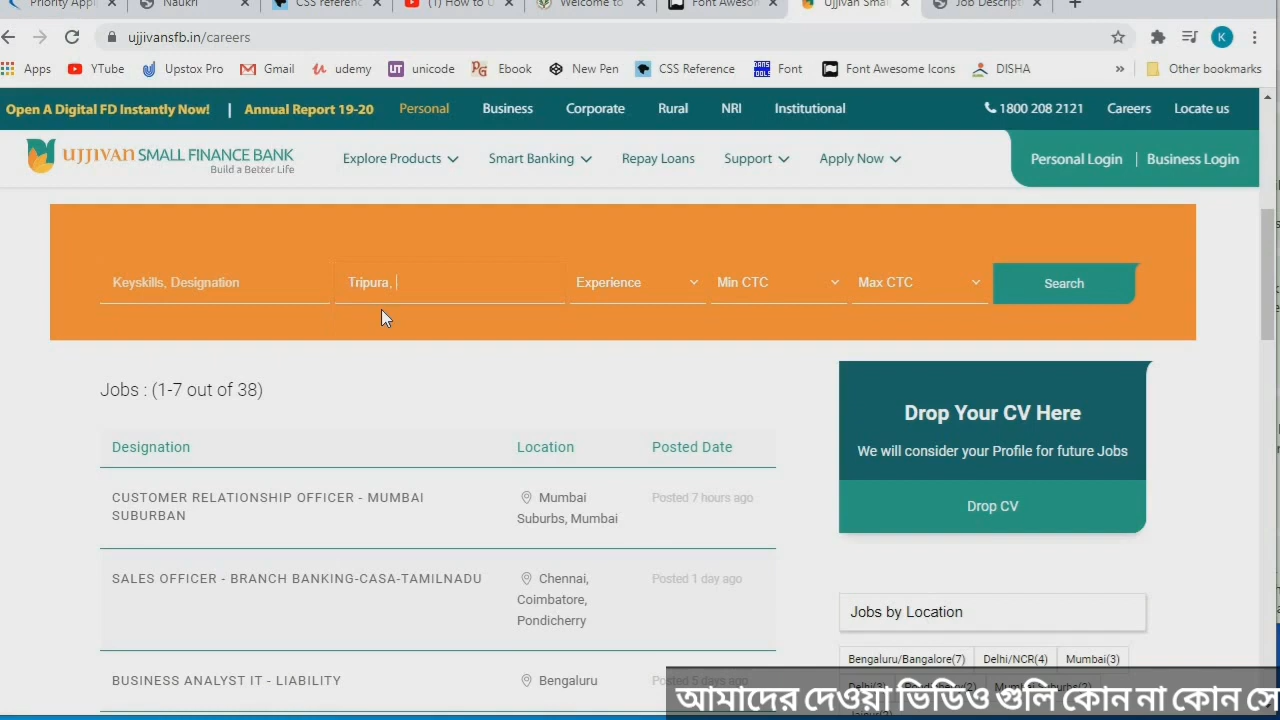 Priority Appli
Naukri
CSS referenc
(1) How to U
Welcome to
Font Awesom
Ujjivan Smal
Job Descript
ujjivansfb.in/careers
K
Apps
YTube
Upstox Pro
Gmail
udemy
UT unicode
Ebook
New Pen
CSS Reference
Font
Font Awesome Icons
DISHA
»
Other bookmarks
Open A Digital FD Instantly Now! | Annual Report 19-20 Personal Business Corporate Rural NRI Institutional 1800 208 2121 Careers Locate us
UJJIVAN SMALL FINANCE BANK
Build a Better Life
Explore Products Smart Banking Repay Loans Support Apply Now Personal Login | Business Login
Keyskills, Designation Tripura, Experience Min CTC Max CTC Search
Jobs : (1-7 out of 38)
Designation Location Posted Date
CUSTOMER RELATIONSHIP OFFICER - MUMBAI
SUBURBAN
Mumbai
Suburbs, Mumbai
Posted 7 hours ago
SALES OFFICER - BRANCH BANKING-CASA-TAMILNADU
Chennai,
Coimbatore,
Pondicherry
Posted 1 day ago
BUSINESS ANALYST IT - LIABILITY Bengaluru Posted 5 days ago
Drop Your CV Here
We will consider your Profile for future Jobs
Drop CV
Jobs by Location
Bengaluru/Bangalore(7) Delhi/NCR(4) Mumbai(3)
আমাদের দেওয়া ভিডিও গুলি কোন না কোন সে